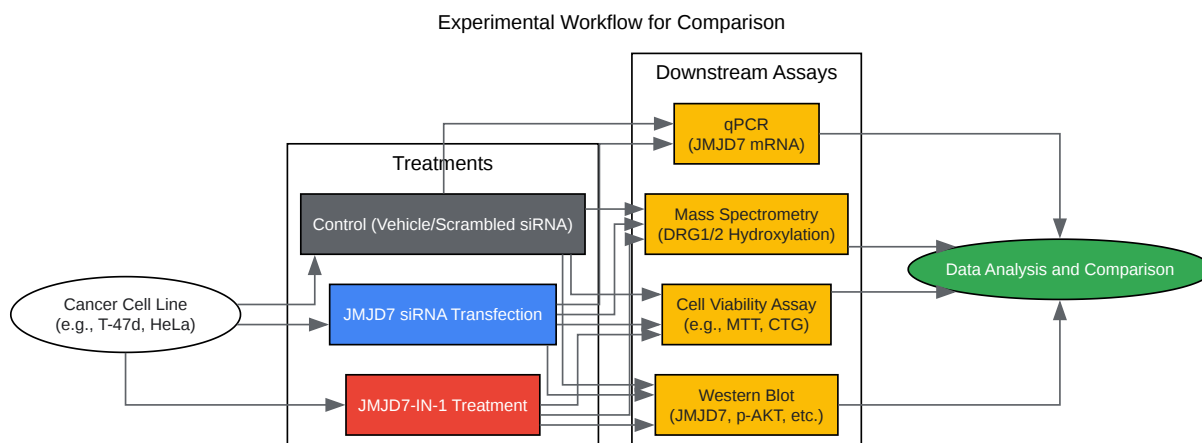 Experimental Workflow for Comparison
Downstream Assays
qPCR
(JMJD7 mRNA)
Treatments
Control (Vehicle/Scrambled siRNA)
Mass Spectrometry
(DRG1/2 Hydroxylation)
Data Analysis and Comparison
Cancer Cell Line
(e.g., T-47d, HeLa)
JMJD7 siRNA Transfection
Cell Viability Assay
(e.g., MTT, CTG)
JMJD7-IN-1 Treatment
Western Blot
(JMJD7, p-AKT, etc.)